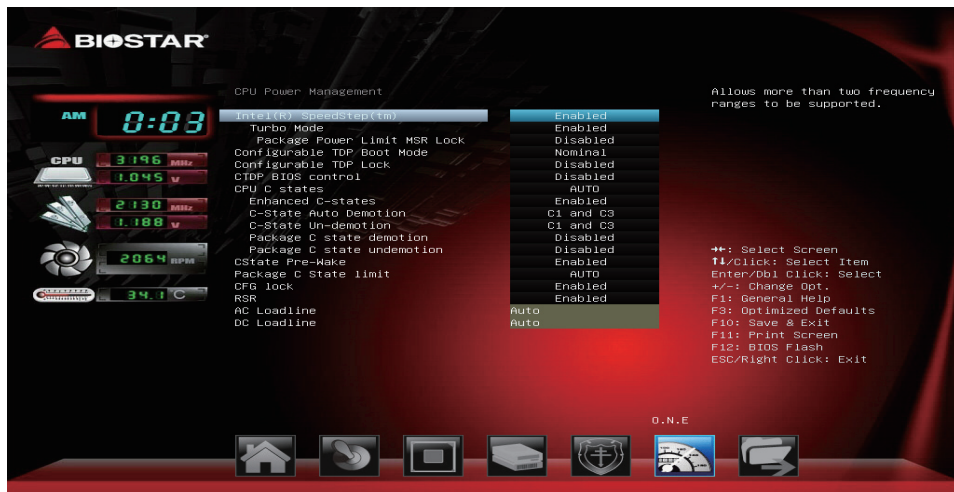 BIOSTAR
CPU Power Management
Allows more than two frequency
ranges to be supported.
AM 0:03
CPU 3196 MHz
1.045 V
2130 MHz
1.188 V
2064 RPM
34.1 °C
Intel(R) SpeedStep(tm) Enabled
Turbo Mode Enabled
Package Power Limit MSR Lock Disabled
Configurable TDP Boot Mode Nominal
Configurable TDP Lock Disabled
CTDP BIOS control Disabled
CPU C states AUTO
Enhanced C-states Enabled
C-State Auto Demotion C1 and C3
C-State Un-demotion C1 and C3
Package C state demotion Disabled
Package C state undemotion Disabled
CState Pre-Wake Enabled
Package C State limit AUTO
CFG lock Enabled
RSR Enabled
AC Loadline Auto
DC Loadline Auto
→←: Select Screen
↑↓/Click: Select Item
Enter/Dbl Click: Select
+/-: Change Opt.
F1: General Help
F3: Optimized Defaults
F10: Save & Exit
F11: Print Screen
F12: BIOS Flash
ESC/Right Click: Exit
O.N.E